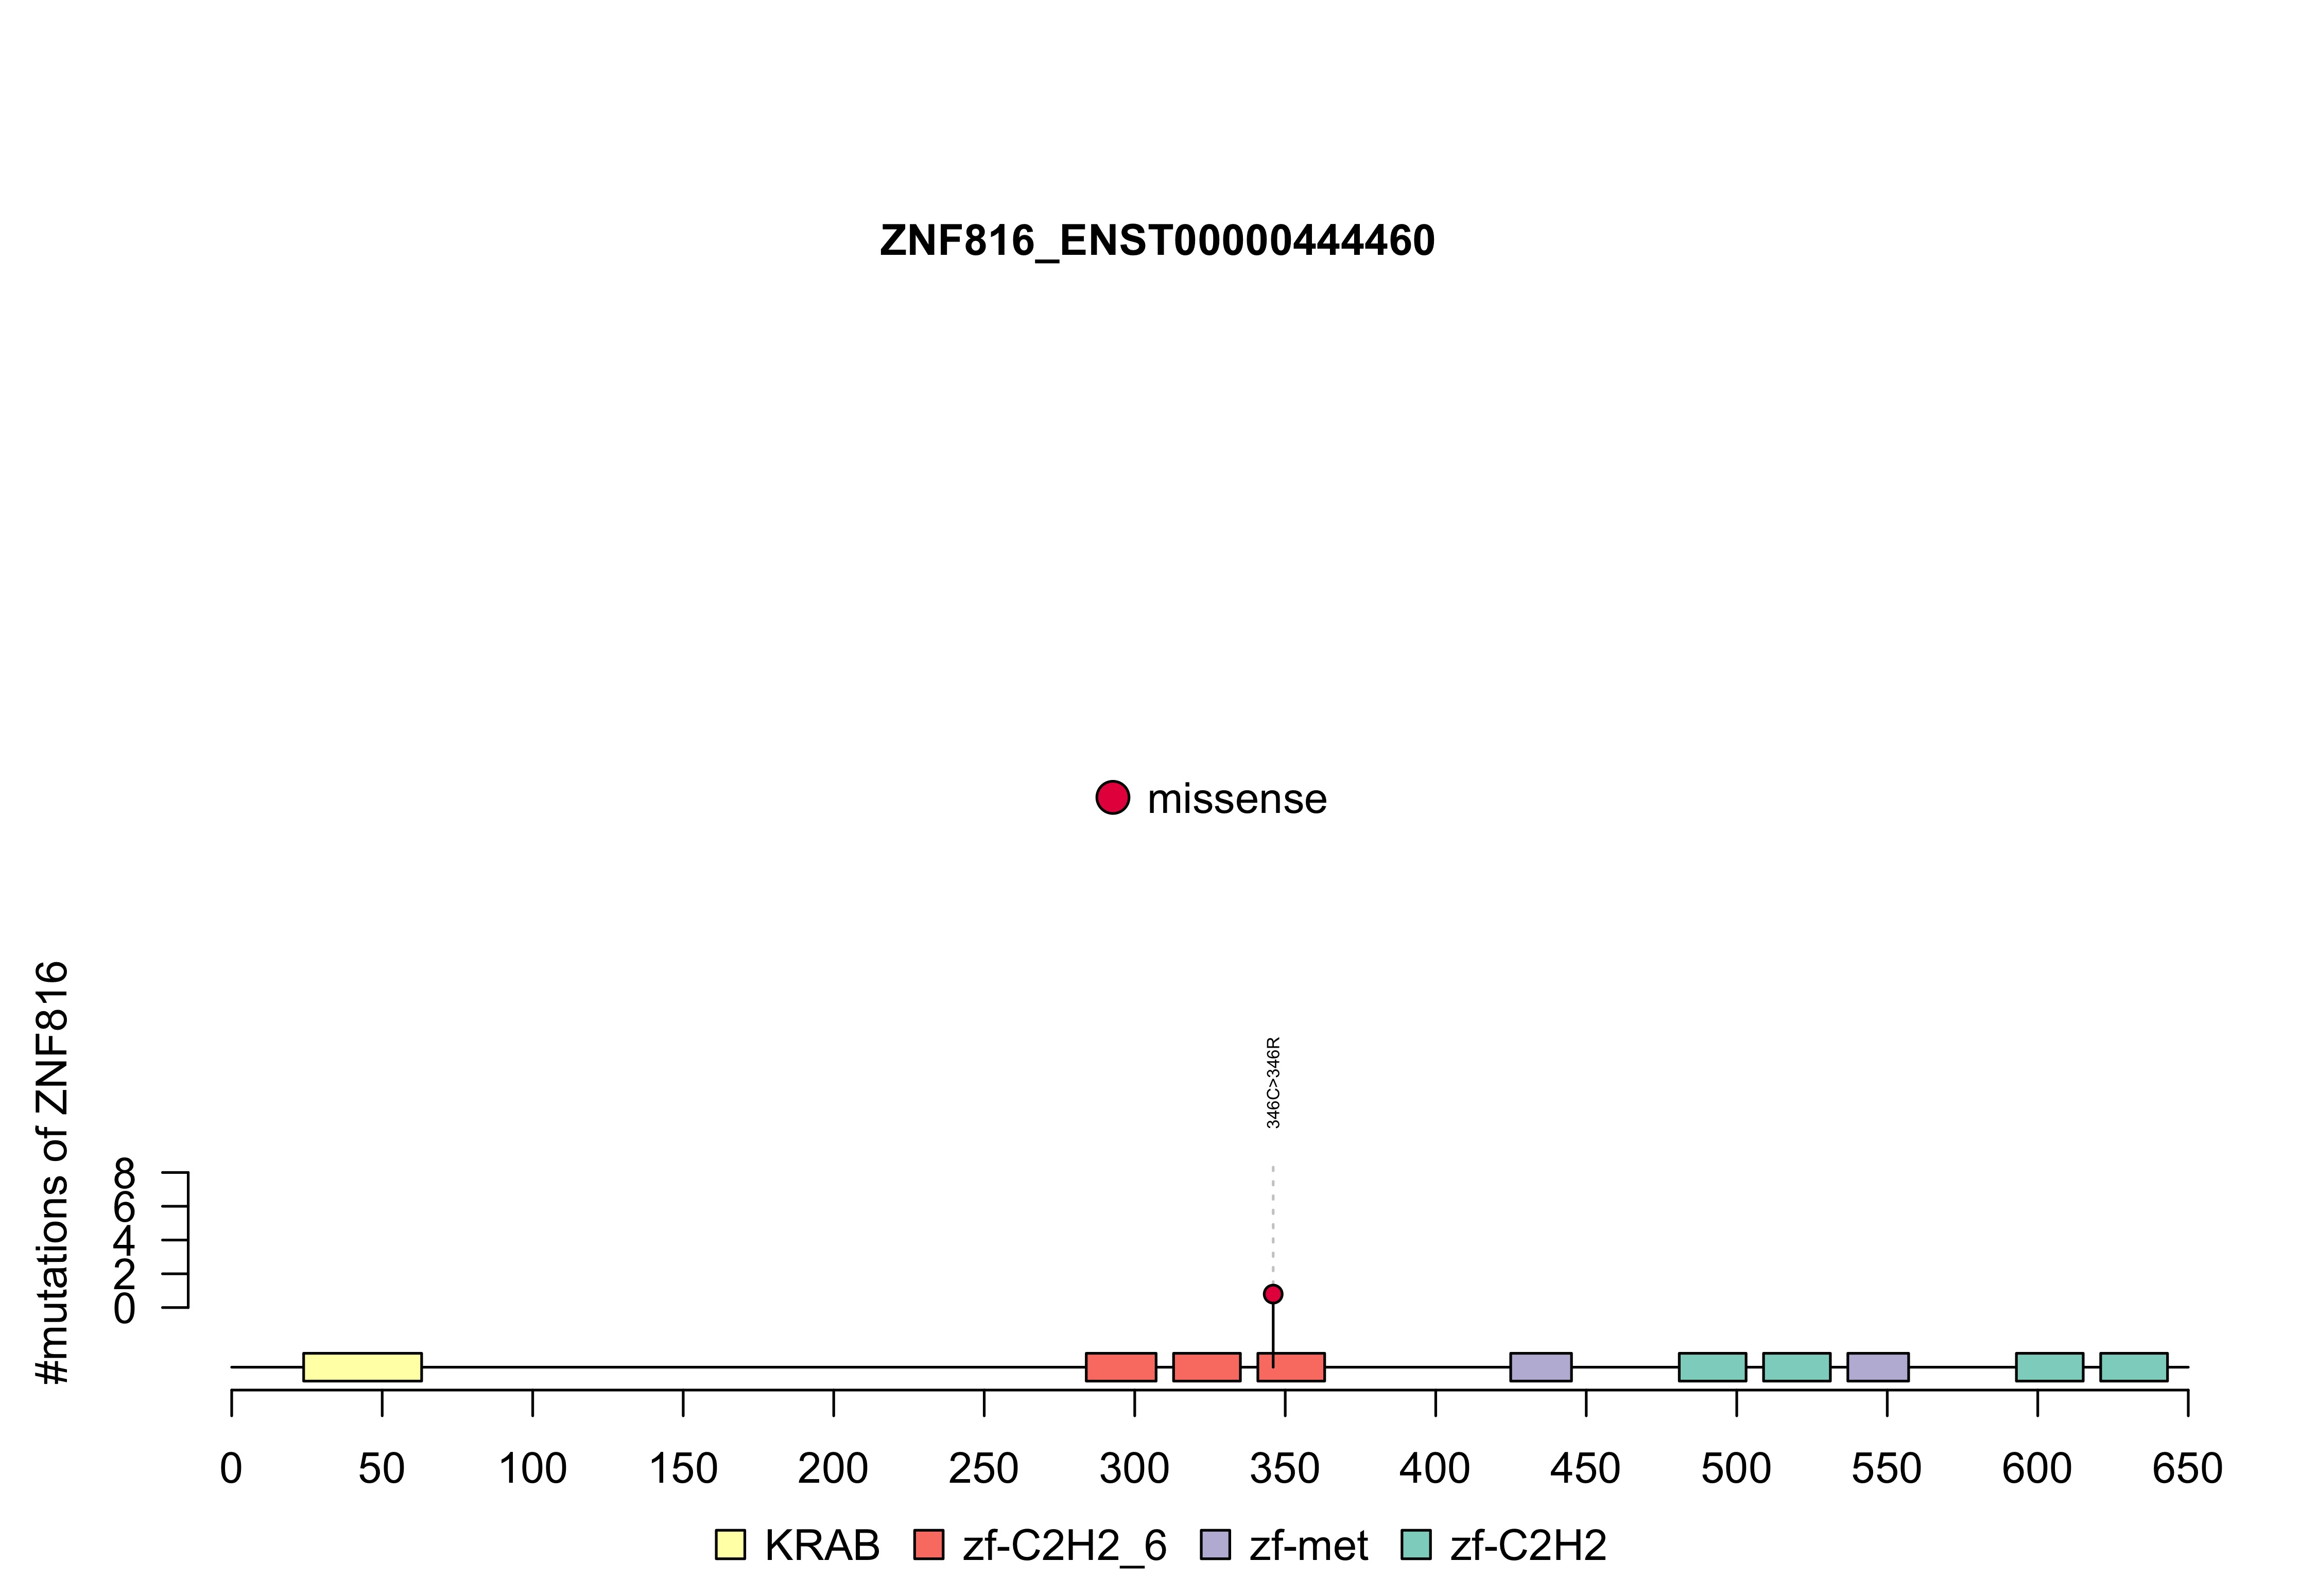 ZNF816_ENST00000444460
missense
#mutations of ZNF816
346C>346R
8
6
4
2
0
0 50 100 150 200 250 300 350 400 450 500 550 600 650
KRAB zf-C2H2_6 zf-met zf-C2H2